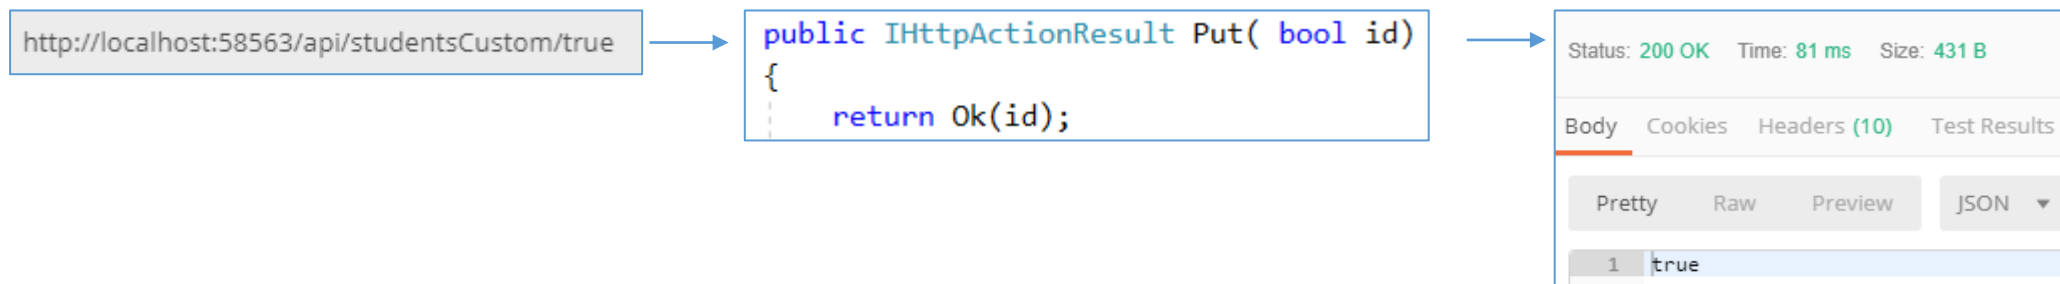 http://localhost:58563/api/studentsCustom/true
public IHttpActionResult Put( bool id)
{
return Ok(id);
Status: 200 OK Time: 81 ms Size: 431 B
Body Cookies Headers (10) Test Results
Pretty Raw Preview JSON
1 true